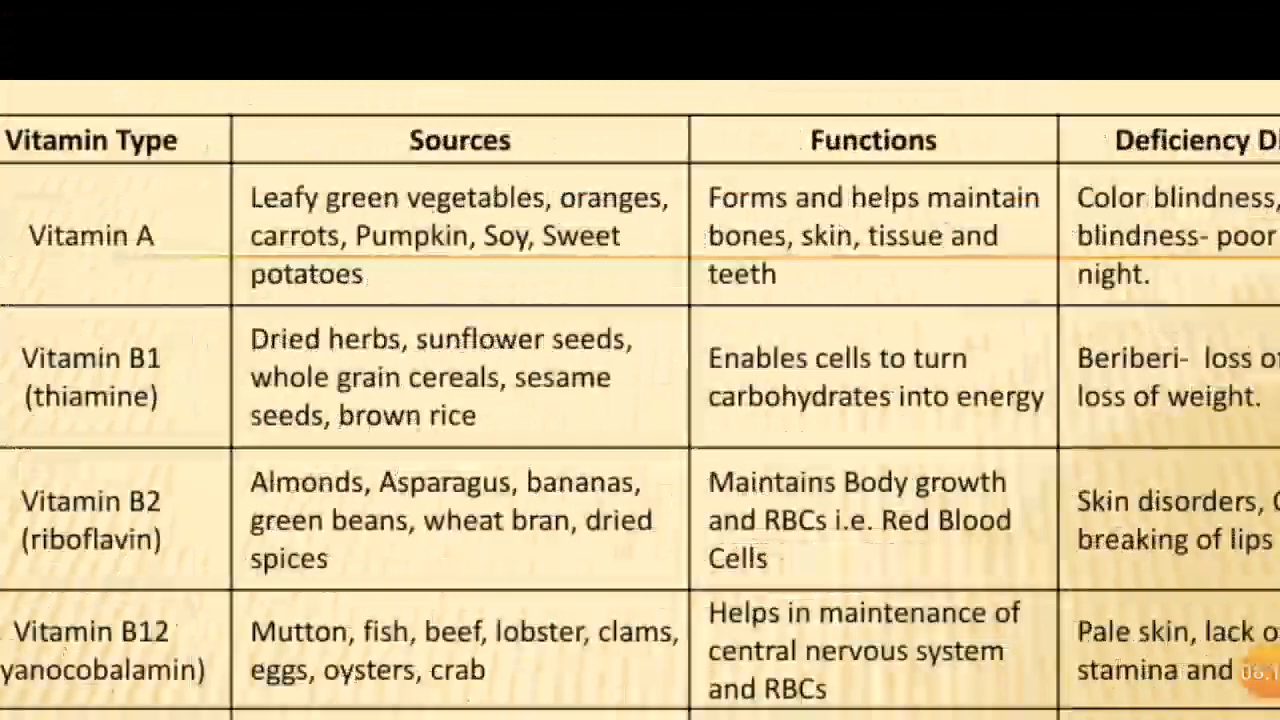 Vitamin Type
Sources
Functions
Deficiency
Vitamin A
Leafy green vegetables, oranges,
carrots, Pumpkin, Soy, Sweet
potatoes
Forms and helps maintain
bones, skin, tissue and
teeth
Color blindness,
blindness- poor
night.
Vitamin B1
(thiamine)
Dried herbs, sunflower seeds,
whole grain cereals, sesame
seeds, brown rice
Enables cells to turn
carbohydrates into energy
Beriberi- loss
loss of weight.
Vitamin B2
(riboflavin)
Almonds, Asparagus, bananas,
green beans, wheat bran, dried
spices
Maintains Body growth
and RBCs i.e. Red Blood
Cells
Skin disorders,
breaking of lips
Vitamin B12
yanocobalamin)
Mutton, fish, beef, lobster, clams,
eggs, oysters, crab
Helps in maintenance of
central nervous system
and RBCs
Pale skin, lack
stamina and